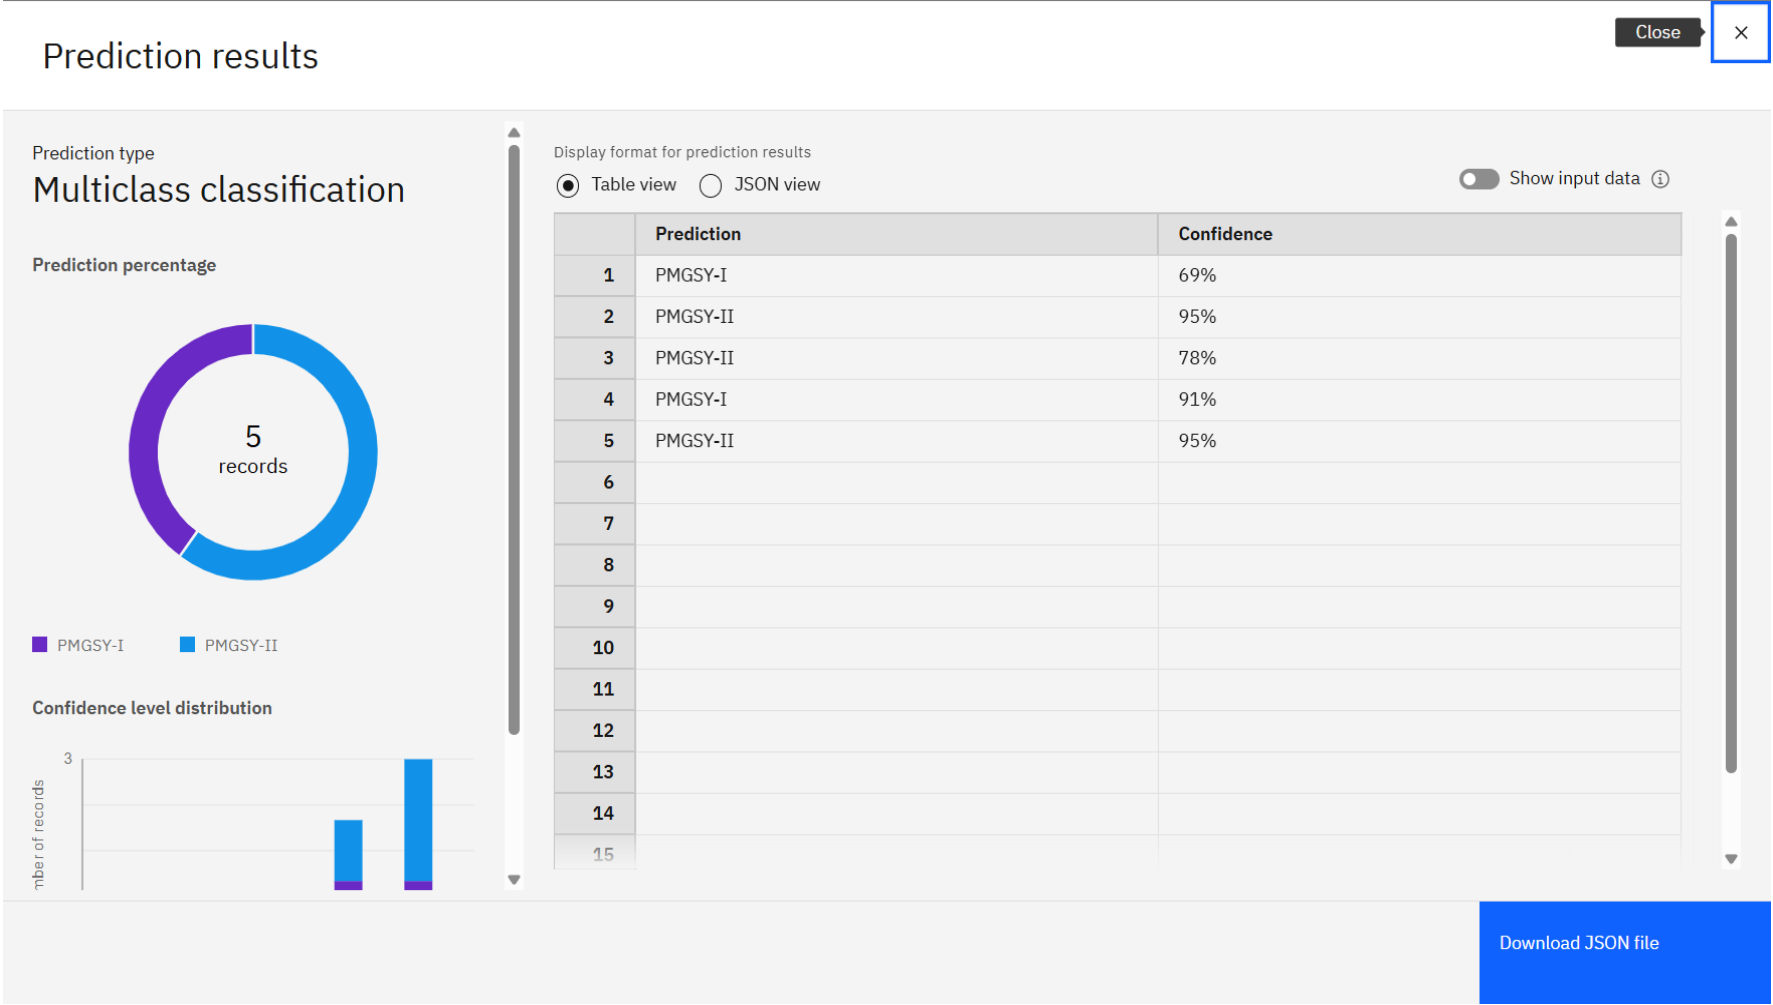 Close
Prediction results
Prediction type
Multiclass classification
Prediction percentage
5
records
PMGSY-I PMGSY-II
Confidence level distribution
3
mber of records
Display format for prediction results
Table view JSON view
Show input data
Prediction Confidence
1 PMGSY-I 69%
2 PMGSY-II 95%
3 PMGSY-II 78%
4 PMGSY-I 91%
5 PMGSY-II 95%
6
7
8
9
10
11
12
13
14
15
Download JSON file